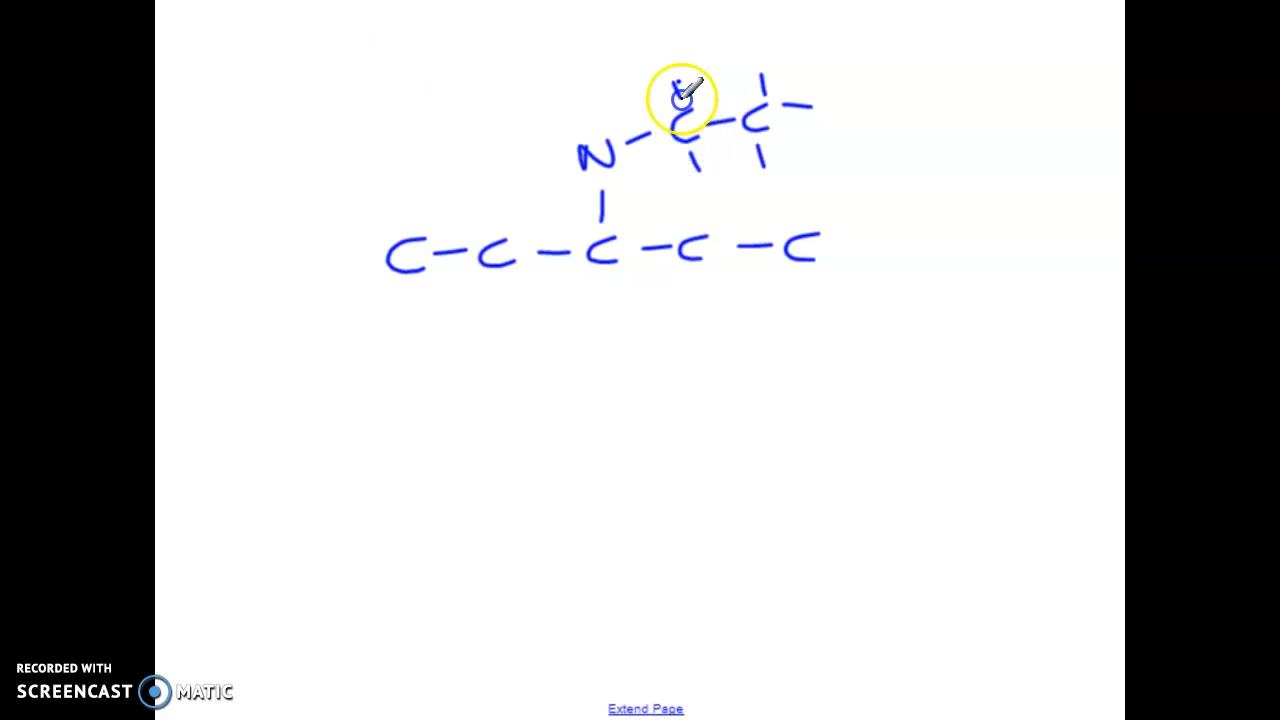 C - C
N -
C - C - C - C - C
RECORDED WITH
SCREENCAST MATIC
Extend Page